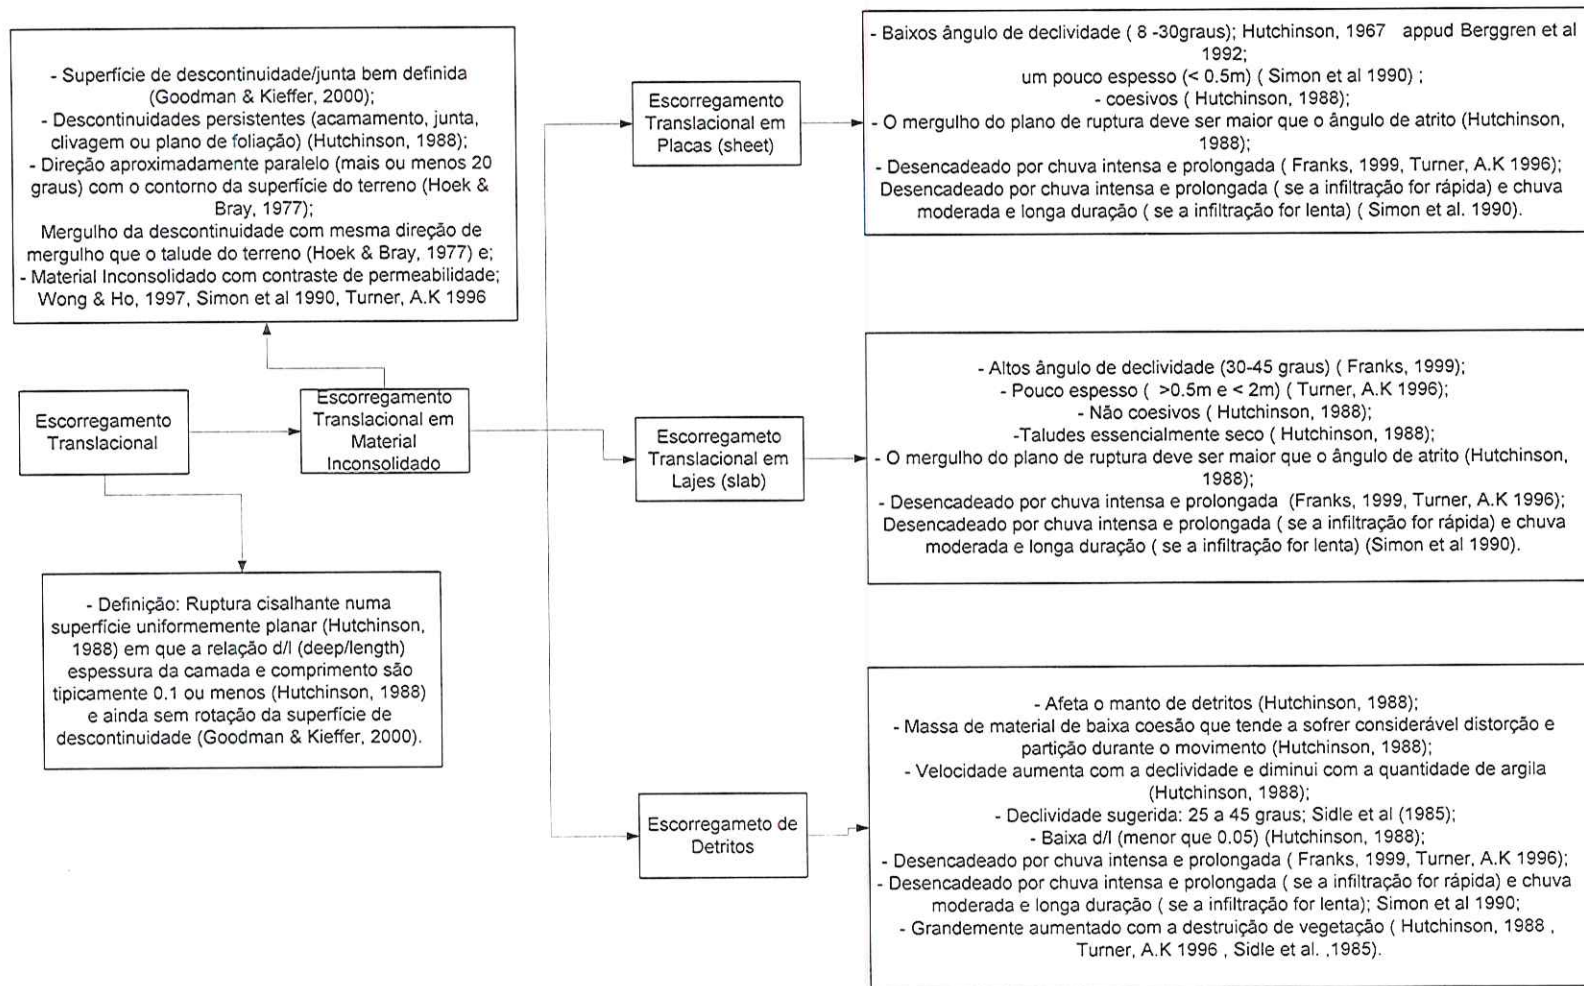 - Superfície de descontinuidade/junta bem definida
(Goodman & Kieffer, 2000);
- Descontinuidades persistentes (acamamento, junta,
clivagem ou plano de foliação) (Hutchinson, 1988);
- Direção aproximadamente paralelo (mais ou menos 20
graus) com o contorno da superfície do terreno (Hoek &
Bray, 1977);
Mergulho da descontinuidade com mesma direção de
mergulho que o talude do terreno (Hoek & Bray, 1977) e;
- Material Inconsolidado com contraste de permeabilidade;
Wong & Ho, 1997, Simon et al 1990, Turner, A.K 1996
Escorregamento
Translacional
Escorregamento
Translacional em
Material
Inconsolidado
- Definição: Ruptura cisalhante numa
superfície uniformemente planar (Hutchinson,
1988) em que a relação d/l (deep/length)
espessura da camada e comprimento são
tipicamente 0.1 ou menos (Hutchinson, 1988)
e ainda sem rotação da superfície de
descontinuidade (Goodman & Kieffer, 2000).
Escorregamento
Translacional em
Placas (sheet)
- Baixos ângulo de declividade ( 8 -30graus); Hutchinson, 1967 appud Berggren et al
1992;
um pouco espesso (< 0.5m) ( Simon et al 1990) ;
- coesivos ( Hutchinson, 1988);
- O mergulho do plano de ruptura deve ser maior que o ângulo de atrito (Hutchinson,
1988);
- Desencadeado por chuva intensa e prolongada ( Franks, 1999, Turner, A.K 1996);
Desencadeado por chuva intensa e prolongada ( se a infiltração for rápida) e chuva
moderada e longa duração ( se a infiltração for lenta) ( Simon et al. 1990).
Escorregameto
Translacional em
Lajes (slab)
- Altos ângulo de declividade (30-45 graus) ( Franks, 1999);
- Pouco espesso ( >0.5m e < 2m) ( Turner, A.K 1996);
- Não coesivos ( Hutchinson, 1988);
-Taludes essencialmente seco ( Hutchinson, 1988);
- O mergulho do plano de ruptura deve ser maior que o ângulo de atrito (Hutchinson,
1988);
- Desencadeado por chuva intensa e prolongada (Franks, 1999, Turner, A.K 1996);
Desencadeado por chuva intensa e prolongada ( se a infiltração for rápida) e chuva
moderada e longa duração ( se a infiltração for lenta) (Simon et al 1990).
Escorregameto de
Detritos
- Afeta o manto de detritos (Hutchinson, 1988);
- Massa de material de baixa coesão que tende a sofrer considerável distorção e
partição durante o movimento (Hutchinson, 1988);
- Velocidade aumenta com a declividade e diminui com a quantidade de argila
(Hutchinson, 1988);
- Declividade sugerida: 25 a 45 graus; Sidle et al (1985);
- Baixa d/l (menor que 0.05) (Hutchinson, 1988);
- Desencadeado por chuva intensa e prolongada ( Franks, 1999, Turner, A.K 1996);
- Desencadeado por chuva intensa e prolongada ( se a infiltração for rápida) e chuva
moderada e longa duração ( se a infiltração for lenta); Simon et al 1990;
- Grandemente aumentado com a destruição de vegetação ( Hutchinson, 1988 ,
Turner, A.K 1996 , Sidle et al. ,1985).